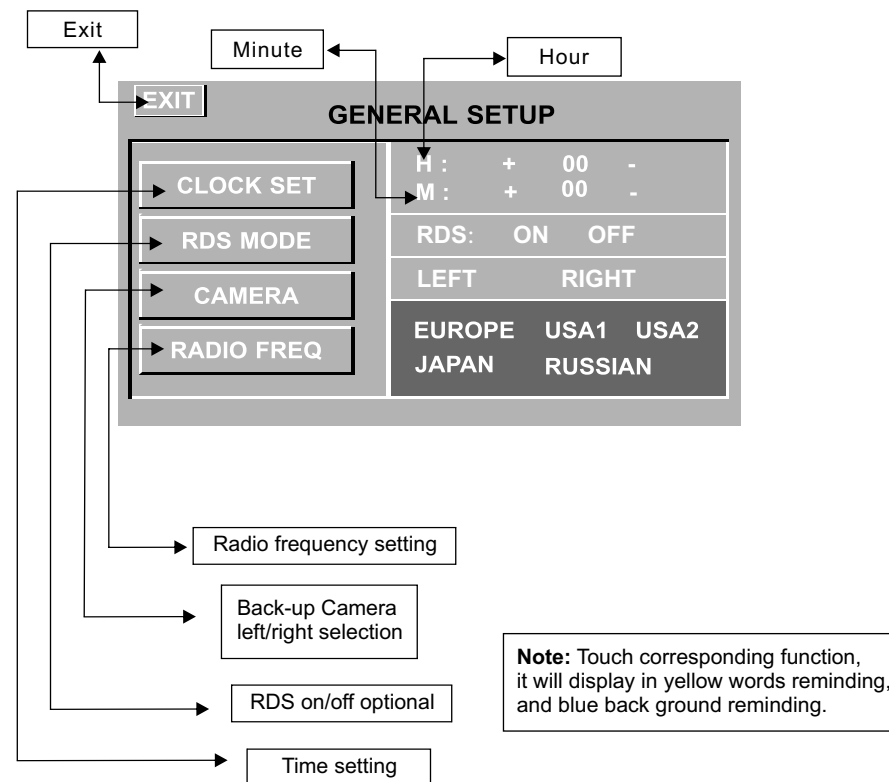 Exit
Minute
Hour
EXIT
GENERAL SETUP
CLOCK SET
RDS MODE
CAMERA
RADIO FREQ
H : + 00 -
M : + 00 -
RDS: ON OFF
LEFT RIGHT
EUROPE USA1 USA2
JAPAN RUSSIAN
Radio frequency setting
Back-up Camera
left/right selection
RDS on/off optional
Time setting
Note: Touch corresponding function,
it will display in yellow words reminding,
and blue back ground reminding.